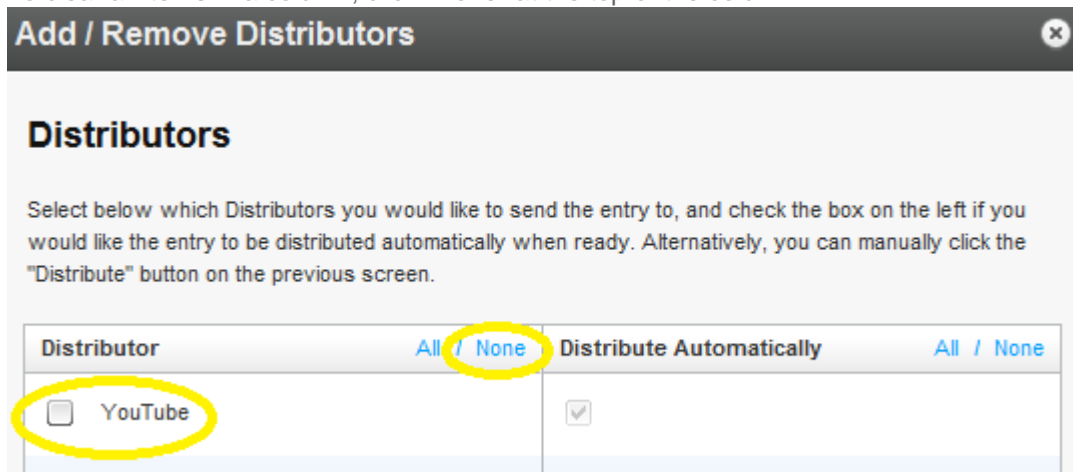 Add / Remove Distributors
Distributors
Select below which Distributors you would like to send the entry to, and check the box on the left if you
would like the entry to be distributed automatically when ready. Alternatively, you can manually click the
"Distribute" button on the previous screen.
Distributor All / None Distribute Automatically All / None
YouTube